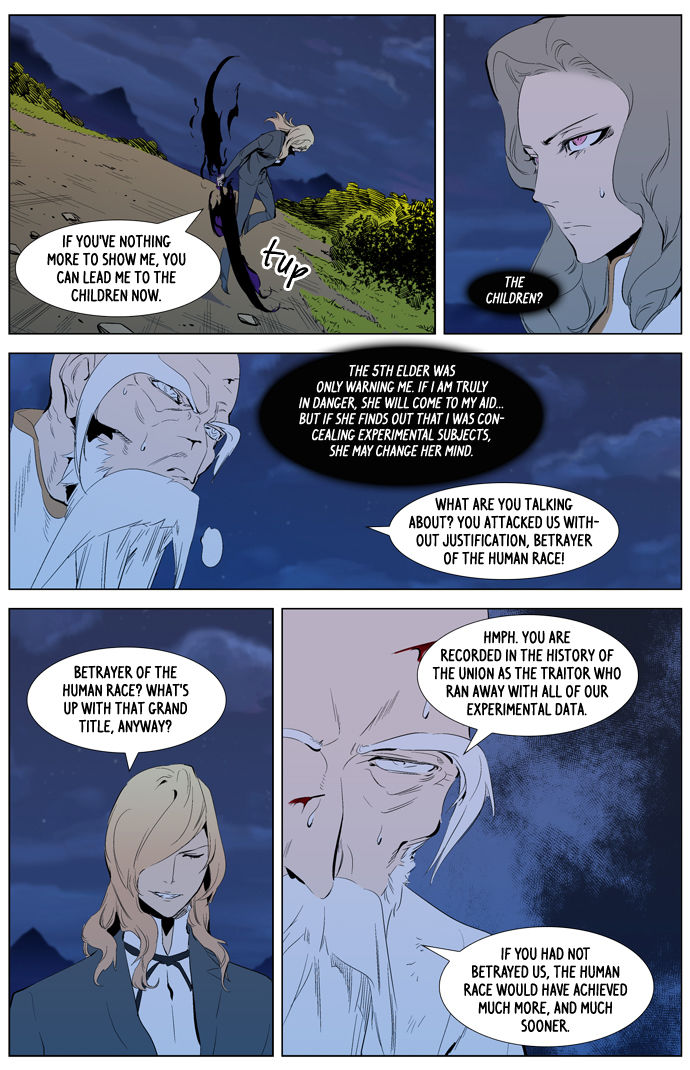 IF YOU'VE NOTHING
MORE TO SHOW ME, YOU
CAN LEAD ME TO THE
CHILDREN NOW.
tup
THE
CHILDREN?
THE 5TH ELDER WAS
ONLY WARNING ME. IF I AM TRULY
IN DANGER, SHE WILL COME TO MY AID...
BUT IF SHE FINDS OUT THAT I WAS CON-
CEALING EXPERIMENTAL SUBJECTS,
SHE MAY CHANGE HER MIND.
WHAT ARE YOU TALKING
ABOUT? YOU ATTACKED US WITH-
OUT JUSTIFICATION, BETRAYER
OF THE HUMAN RACE!
BETRAYER OF THE
HUMAN RACE? WHAT'S
UP WITH THAT GRAND
TITLE, ANYWAY?
HMPH. YOU ARE
RECORDED IN THE HISTORY OF
THE UNION AS THE TRAITOR WHO
RAN AWAY WITH ALL OF OUR
EXPERIMENTAL DATA.
IF YOU HAD NOT
BETRAYED US, THE HUMAN
RACE WOULD HAVE ACHIEVED
MUCH MORE, AND MUCH
SOONER.